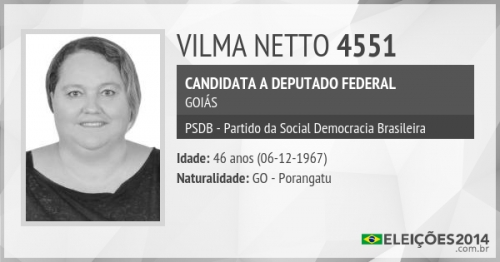 VILMA NETTO 4551
CANDIDATA A DEPUTADO FEDERAL
GOIÁS
PSDB - Partido da Social Democracia Brasileira
Idade: 46 anos (06-12-1967)
Naturalidade: GO - Porangatu
ELEIÇÕES2014
.com.br